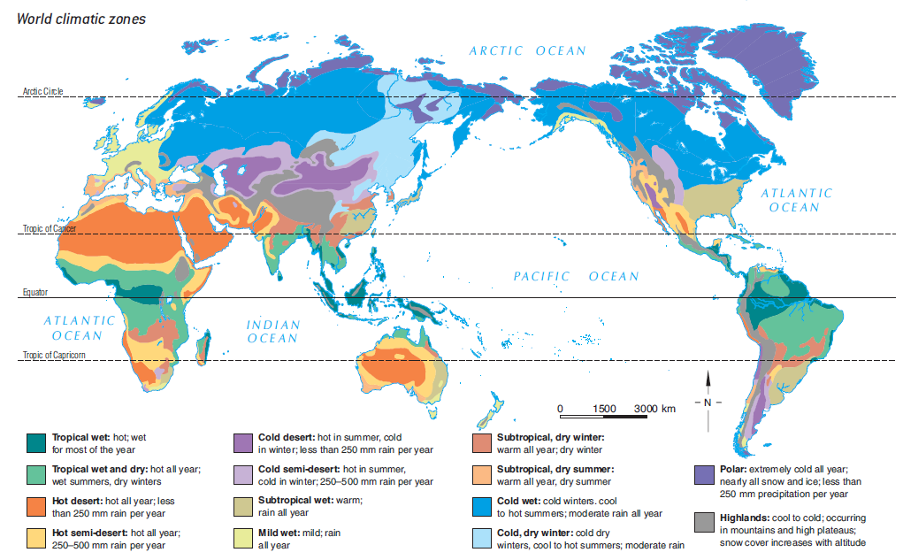 World climatic zones
ARCTIC OCEAN
Arctic Circle
ATLANTIC
OCEAN
Tropic of Cancer
PACIFIC OCEAN
Equator
ATLANTIC
OCEAN
INDIAN
OCEAN
Tropic of Capricorn
N
0 1500 3000 km
Tropical wet: hot; wet
for most of the year
Tropical wet and dry: hot all year;
wet summers, dry winters
Hot desert: hot all year; less
than 250 mm rain per year
Hot semi-desert: hot all year;
250–500 mm rain per year
Cold desert: hot in summer, cold
in winter; less than 250 mm rain per year
Cold semi-desert: hot in summer,
cold in winter; 250–500 mm rain per year
Subtropical wet: warm;
rain all year
Mild wet: mild; rain
all year
Subtropical, dry winter:
warm all year; dry winter
Subtropical, dry summer:
warm all year, dry summer
Cold wet: cold winters. cool
to hot summers; moderate rain all year
Cold, dry winter: cold dry
winters, cool to hot summers; moderate rain
Polar: extremely cold all year;
nearly all snow and ice; less than
250 mm precipitation per year
Highlands: cool to cold; occurring
in mountains and high plateaus;
snow cover increases with altitude